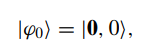 |φ₀⟩ = |𝟎, 0⟩,